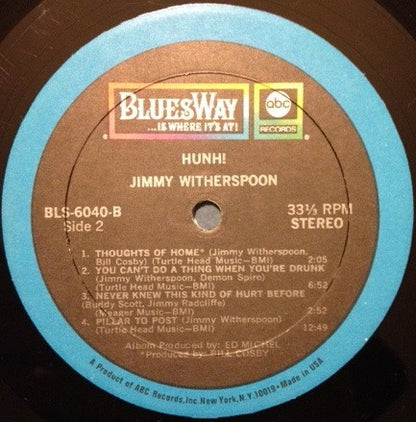 BLUESWAY
...IS WHERE IT'S AT!
abc
RECORDS
HUNH!
JIMMY WITHERSPOON
BLS-6040-B
Side 2
33⅓ RPM
STEREO
1. THOUGHTS OF HOME* (Jimmy Witherspoon,
Bill Cosby) (Turtle Head Music—BMI) 2:05
2. YOU CAN'T DO A THING WHEN YOU'RE DRUNK
(Jimmy Witherspoon, Demon Spiro)
(Turtle Head Music—BMI) 6:52
3. NEVER KNEW THIS KIND OF HURT BEFORE
(Buddy Scott, Jimmy Radcliffe)
(Meager Music—BMI) 2:52
4. PILLAR TO POST (Jimmy Witherspoon)
(Turtle Head Music—BMI) 12:49
Album Produced by: ED MICHEL
*Produced by: BILL COSBY
A Product of ABC Records, Inc. New York, N.Y. 10019 • Made in USA